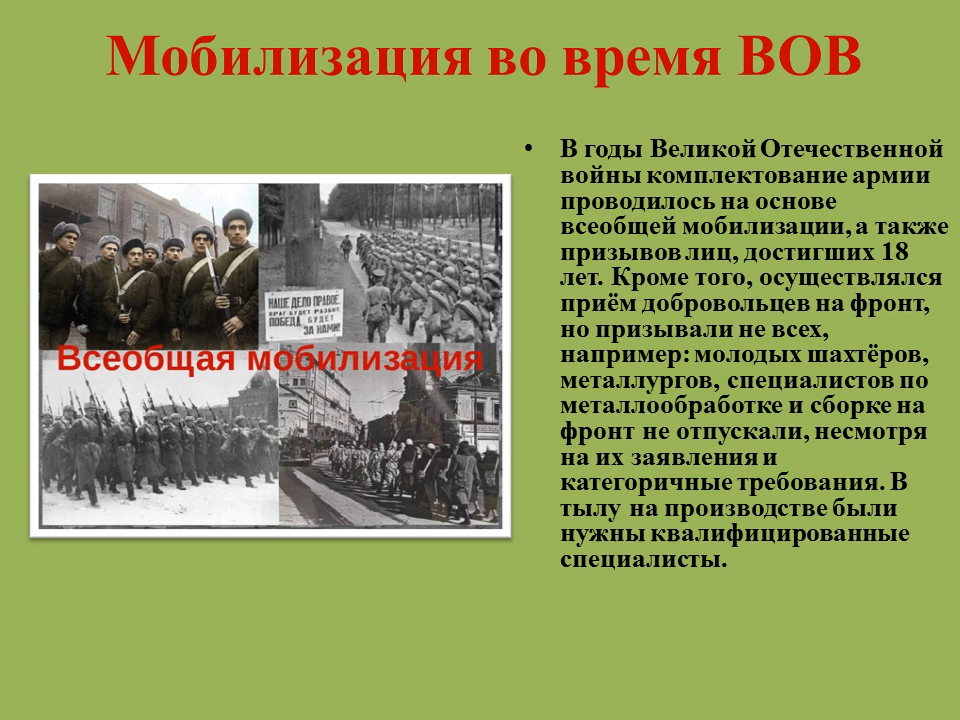 Мобилизация во время ВОВ
НАШЕ ДЕЛО ПРАВОЕ.
ВРАГ БУДЕТ РАЗБИТ.
ПОБЕДА БУДЕТ
ЗА НАМИ!
Всеобщая мобилизация
• В годы Великой Отечественной
войны комплектование армии
проводилось на основе
всеобщей мобилизации, а также
призывов лиц, достигших 18
лет. Кроме того, осуществлялся
приём добровольцев на фронт,
но призывали не всех,
например: молодых шахтёров,
металлургов, специалистов по
металлообработке и сборке на
фронт не отпускали, несмотря
на их заявления и
категоричные требования. В
тылу на производстве были
нужны квалифицированные
специалисты.